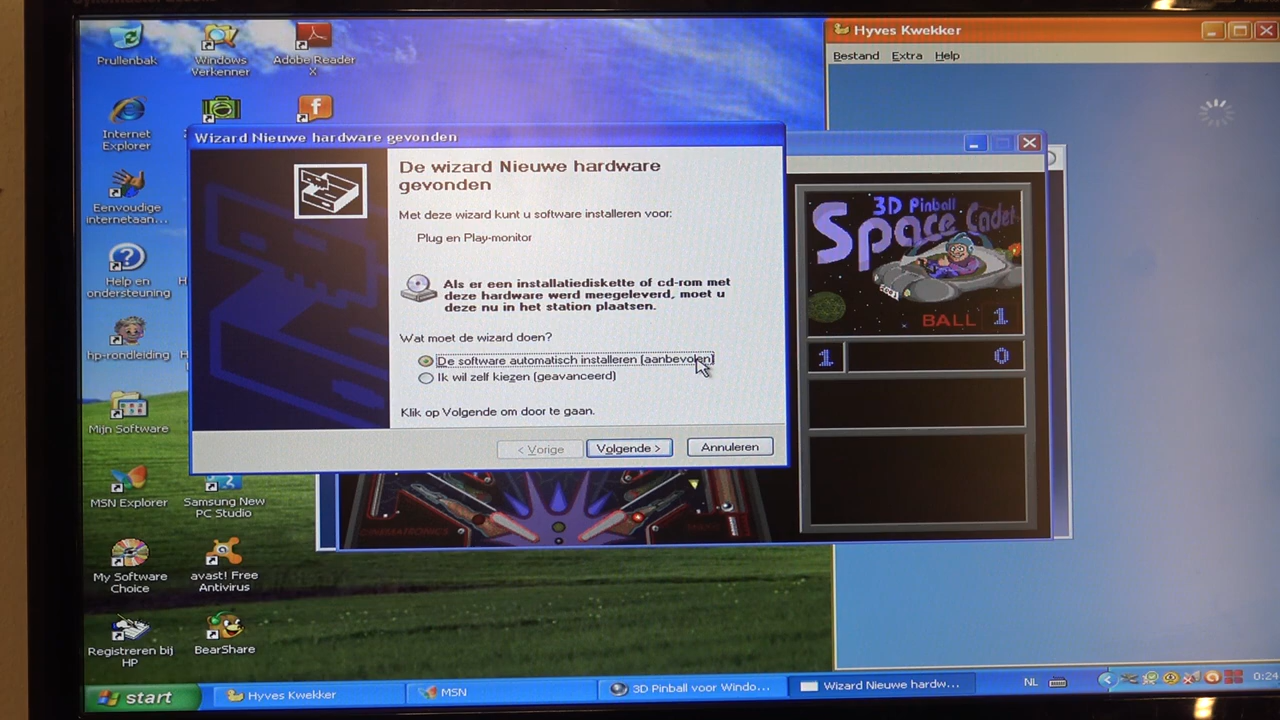 Prullenbak
Windows
Verkenner
Adobe Reader
X
Internet
Explorer
Eenvoudige
internetaan...
Help en
ondersteuning
hp-rondleiding
Mijn Software
MSN Explorer
Samsung New
PC Studio
My Software
Choice
avast! Free
Antivirus
Registreren bij
HP
BearShare
Hyves Kwekker
Bestand Extra Help
Wizard Nieuwe hardware gevonden
De wizard Nieuwe hardware
gevonden
Met deze wizard kunt u software installeren voor:
Plug en Play-monitor
Als er een installatiediskette of cd-rom met
deze hardware werd meegeleverd, moet u
deze nu in het station plaatsen.
Wat moet de wizard doen?
De software automatisch installeren (aanbevolen)
Ik wil zelf kiezen (geavanceerd)
Klik op Volgende om door te gaan.
< Vorige Volgende > Annuleren
3D Pinball
Space Cadet
BALL 1
1 0
CINEMATRONICS
start Hyves Kwekker MSN 3D Pinball voor Windo... Wizard Nieuwe hardw... NL 0:24